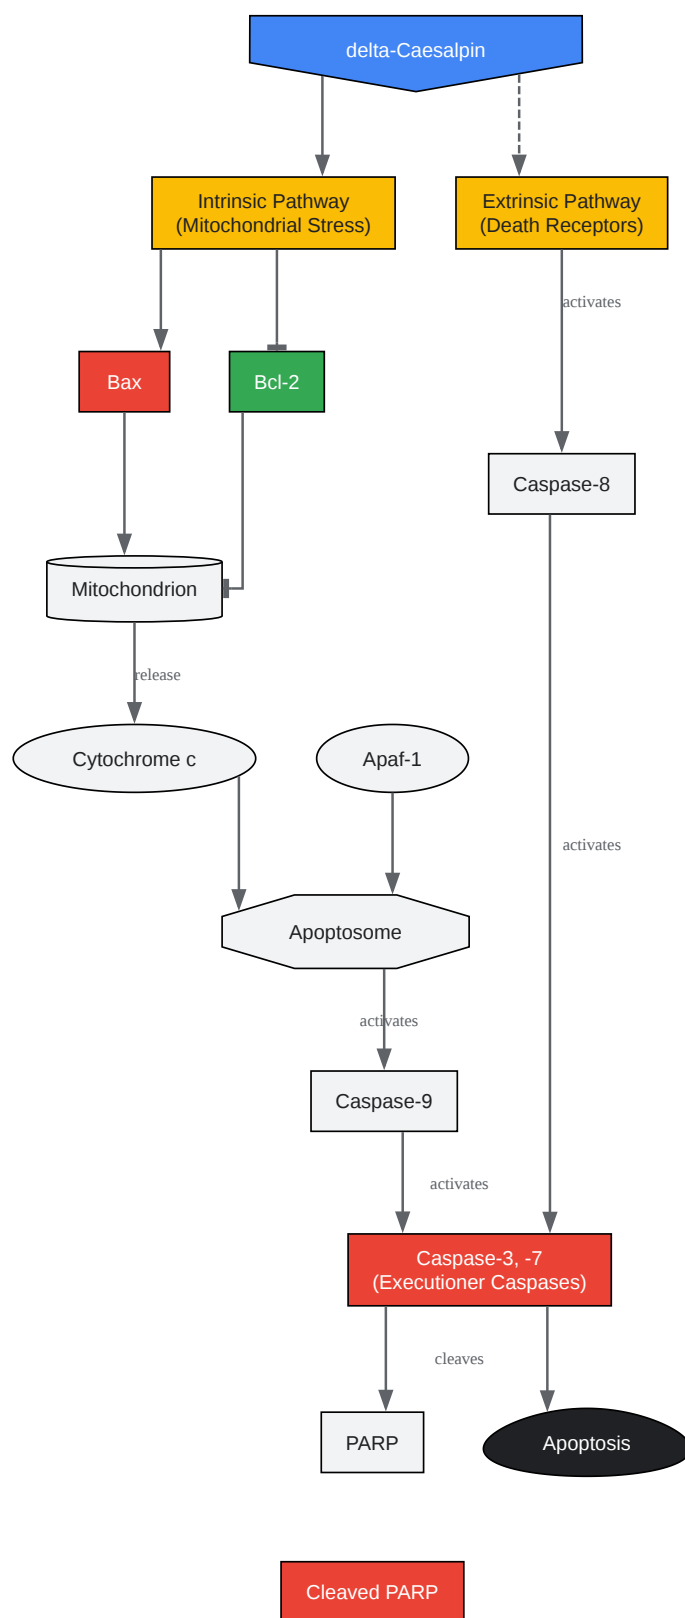 delta-Caesalpin
Intrinsic Pathway
(Mitochondrial Stress)
Extrinsic Pathway
(Death Receptors)
activates
Bax
Bcl-2
Caspase-8
Mitochondrion
release
Cytochrome c
Apaf-1
activates
Apoptosome
activates
Caspase-9
activates
Caspase-3, -7
(Executioner Caspases)
cleaves
PARP
Apoptosis
Cleaved PARP